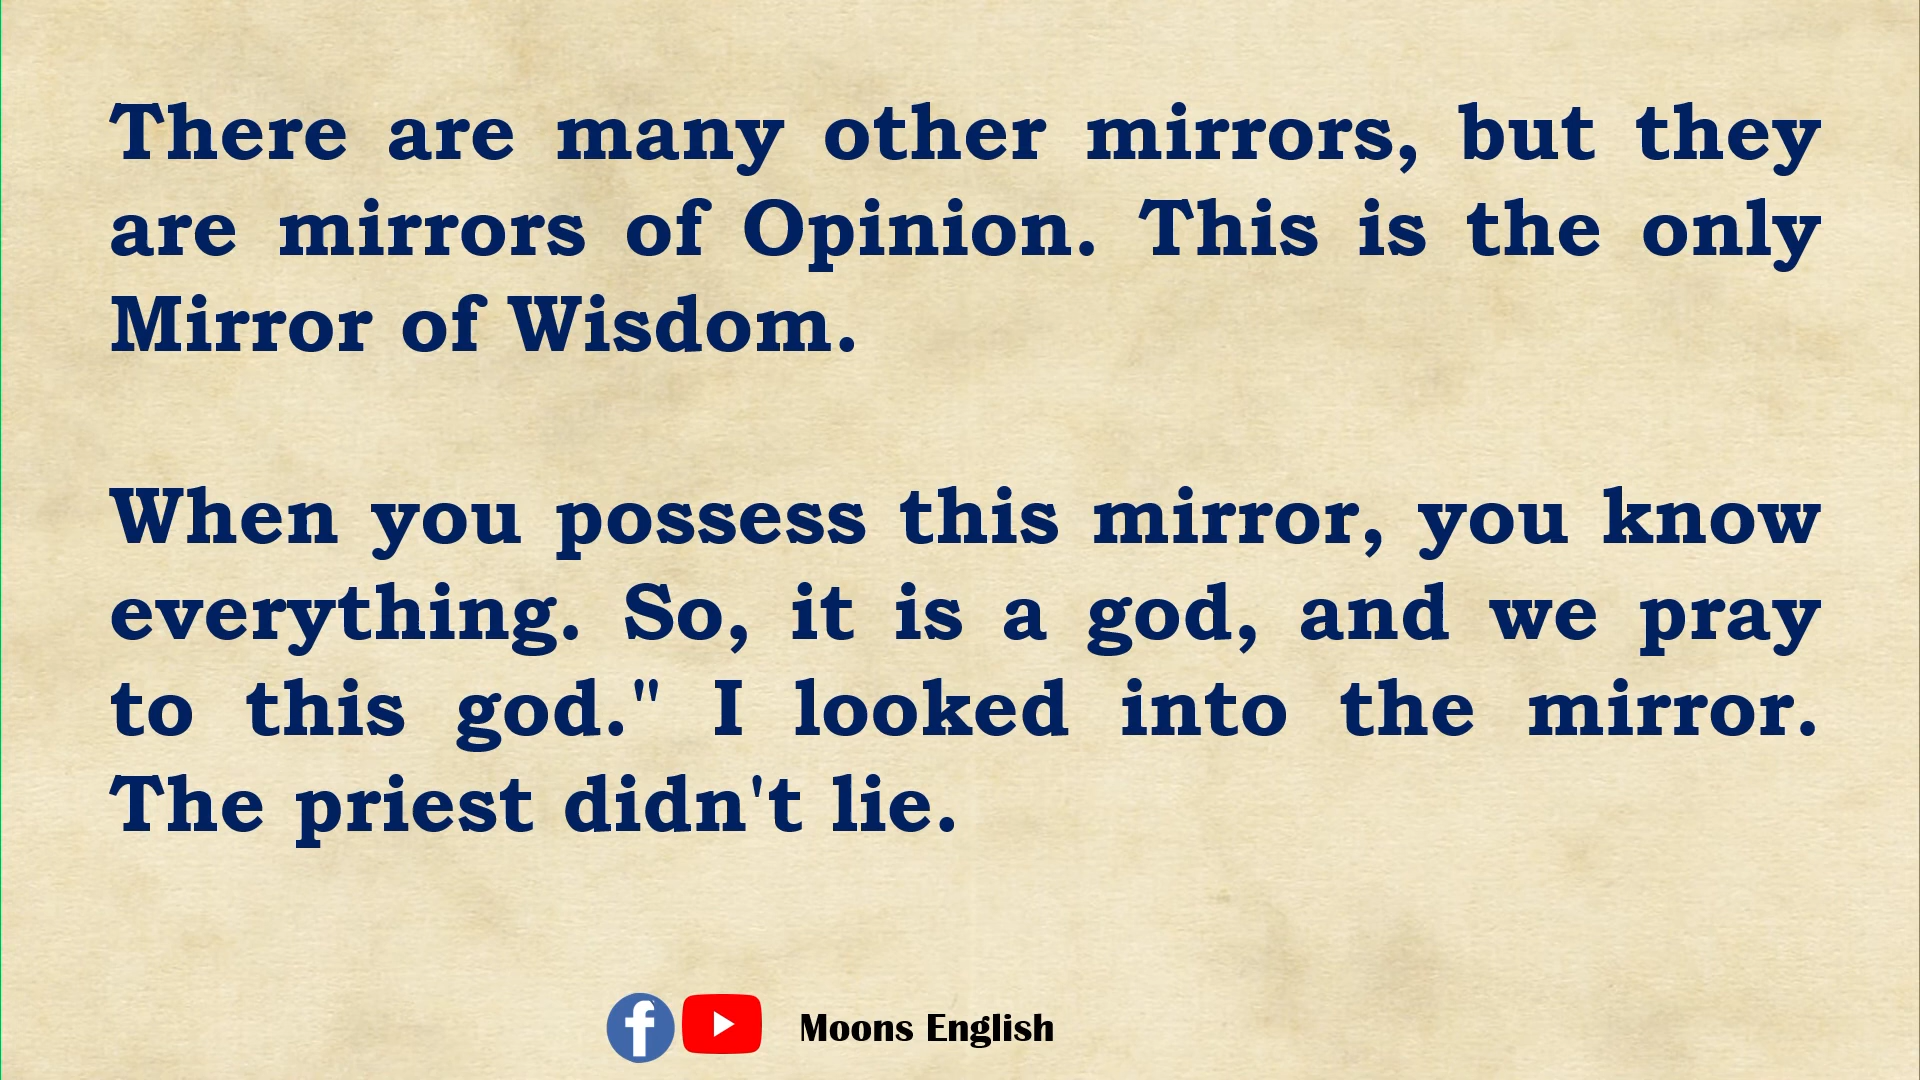 There are many other mirrors, but they
are mirrors of Opinion. This is the only
Mirror of Wisdom.
When you possess this mirror, you know
everything. So, it is a god, and we pray
to this god." I looked into the mirror.
The priest didn't lie.
Moons English